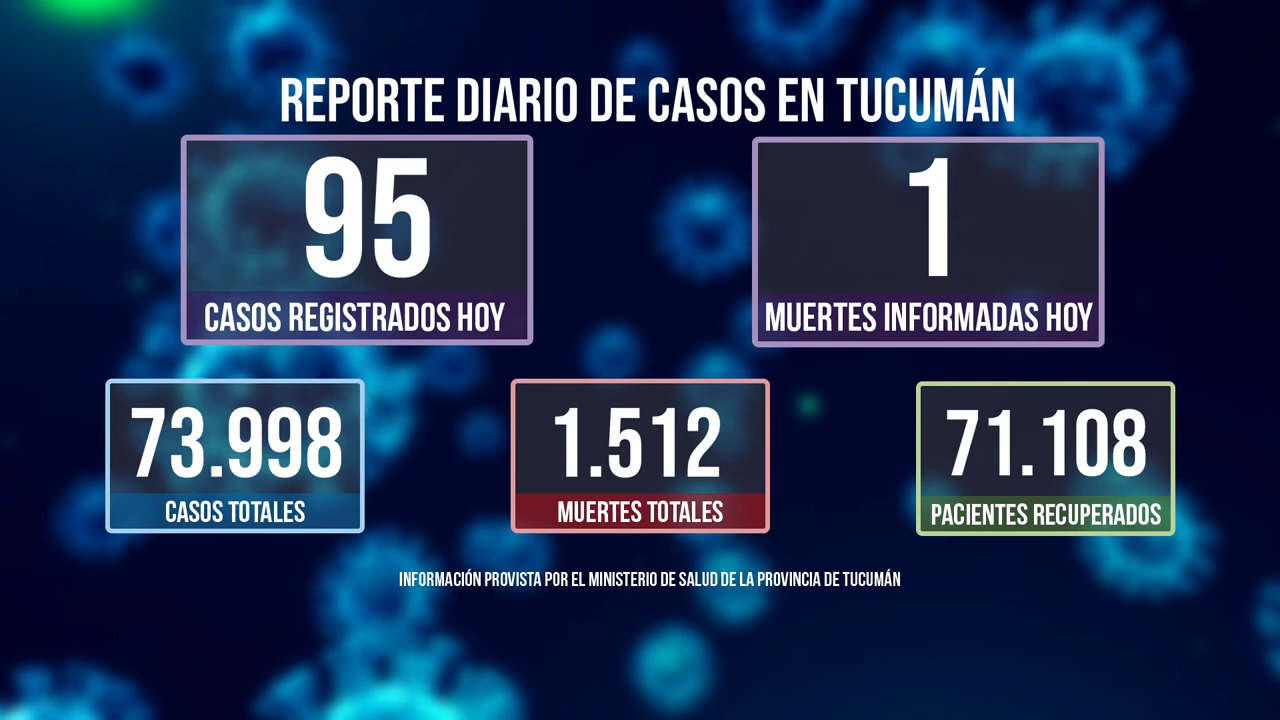 REPORTE DIARIO DE CASOS EN TUCUMÁN
95
CASOS REGISTRADOS HOY
1
MUERTES INFORMADAS HOY
73.998
CASOS TOTALES
1.512
MUERTES TOTALES
71.108
PACIENTES RECUPERADOS
INFORMACIÓN PROVISTA POR EL MINISTERIO DE SALUD DE LA PROVINCIA DE TUCUMÁN